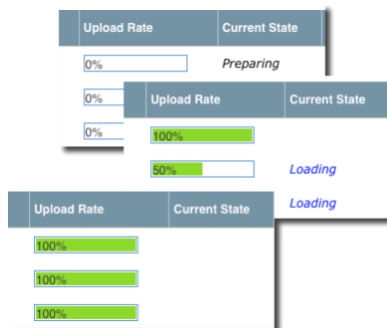 Upload Rate Current State
0% Preparing
0%
0%
Upload Rate Current State
100%
50% Loading
Loading
Upload Rate Current State
100%
100%
100%